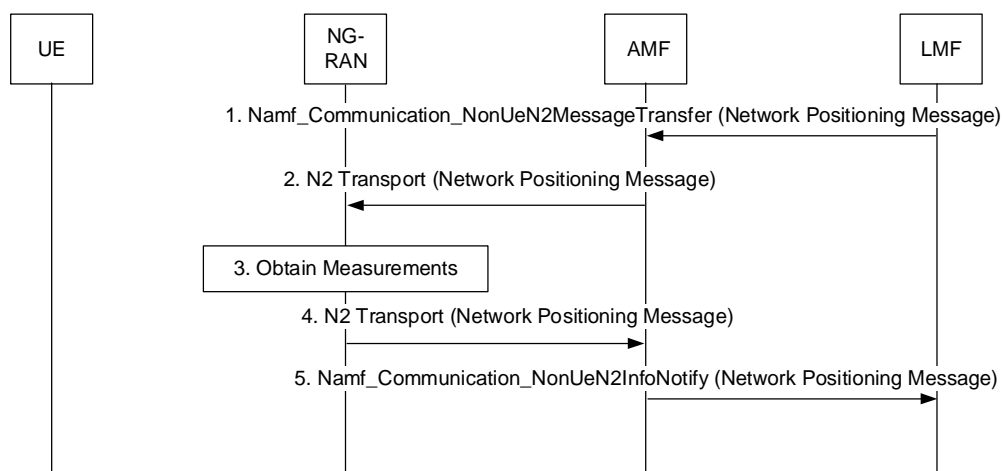 UE
NG-
RAN
AMF
LMF
1. Namf_Communication_NonUeN2MessageTransfer (Network Positioning Message)
2. N2 Transport (Network Positioning Message)
3. Obtain Measurements
4. N2 Transport (Network Positioning Message)
5. Namf_Communication_NonUeN2InfoNotify (Network Positioning Message)